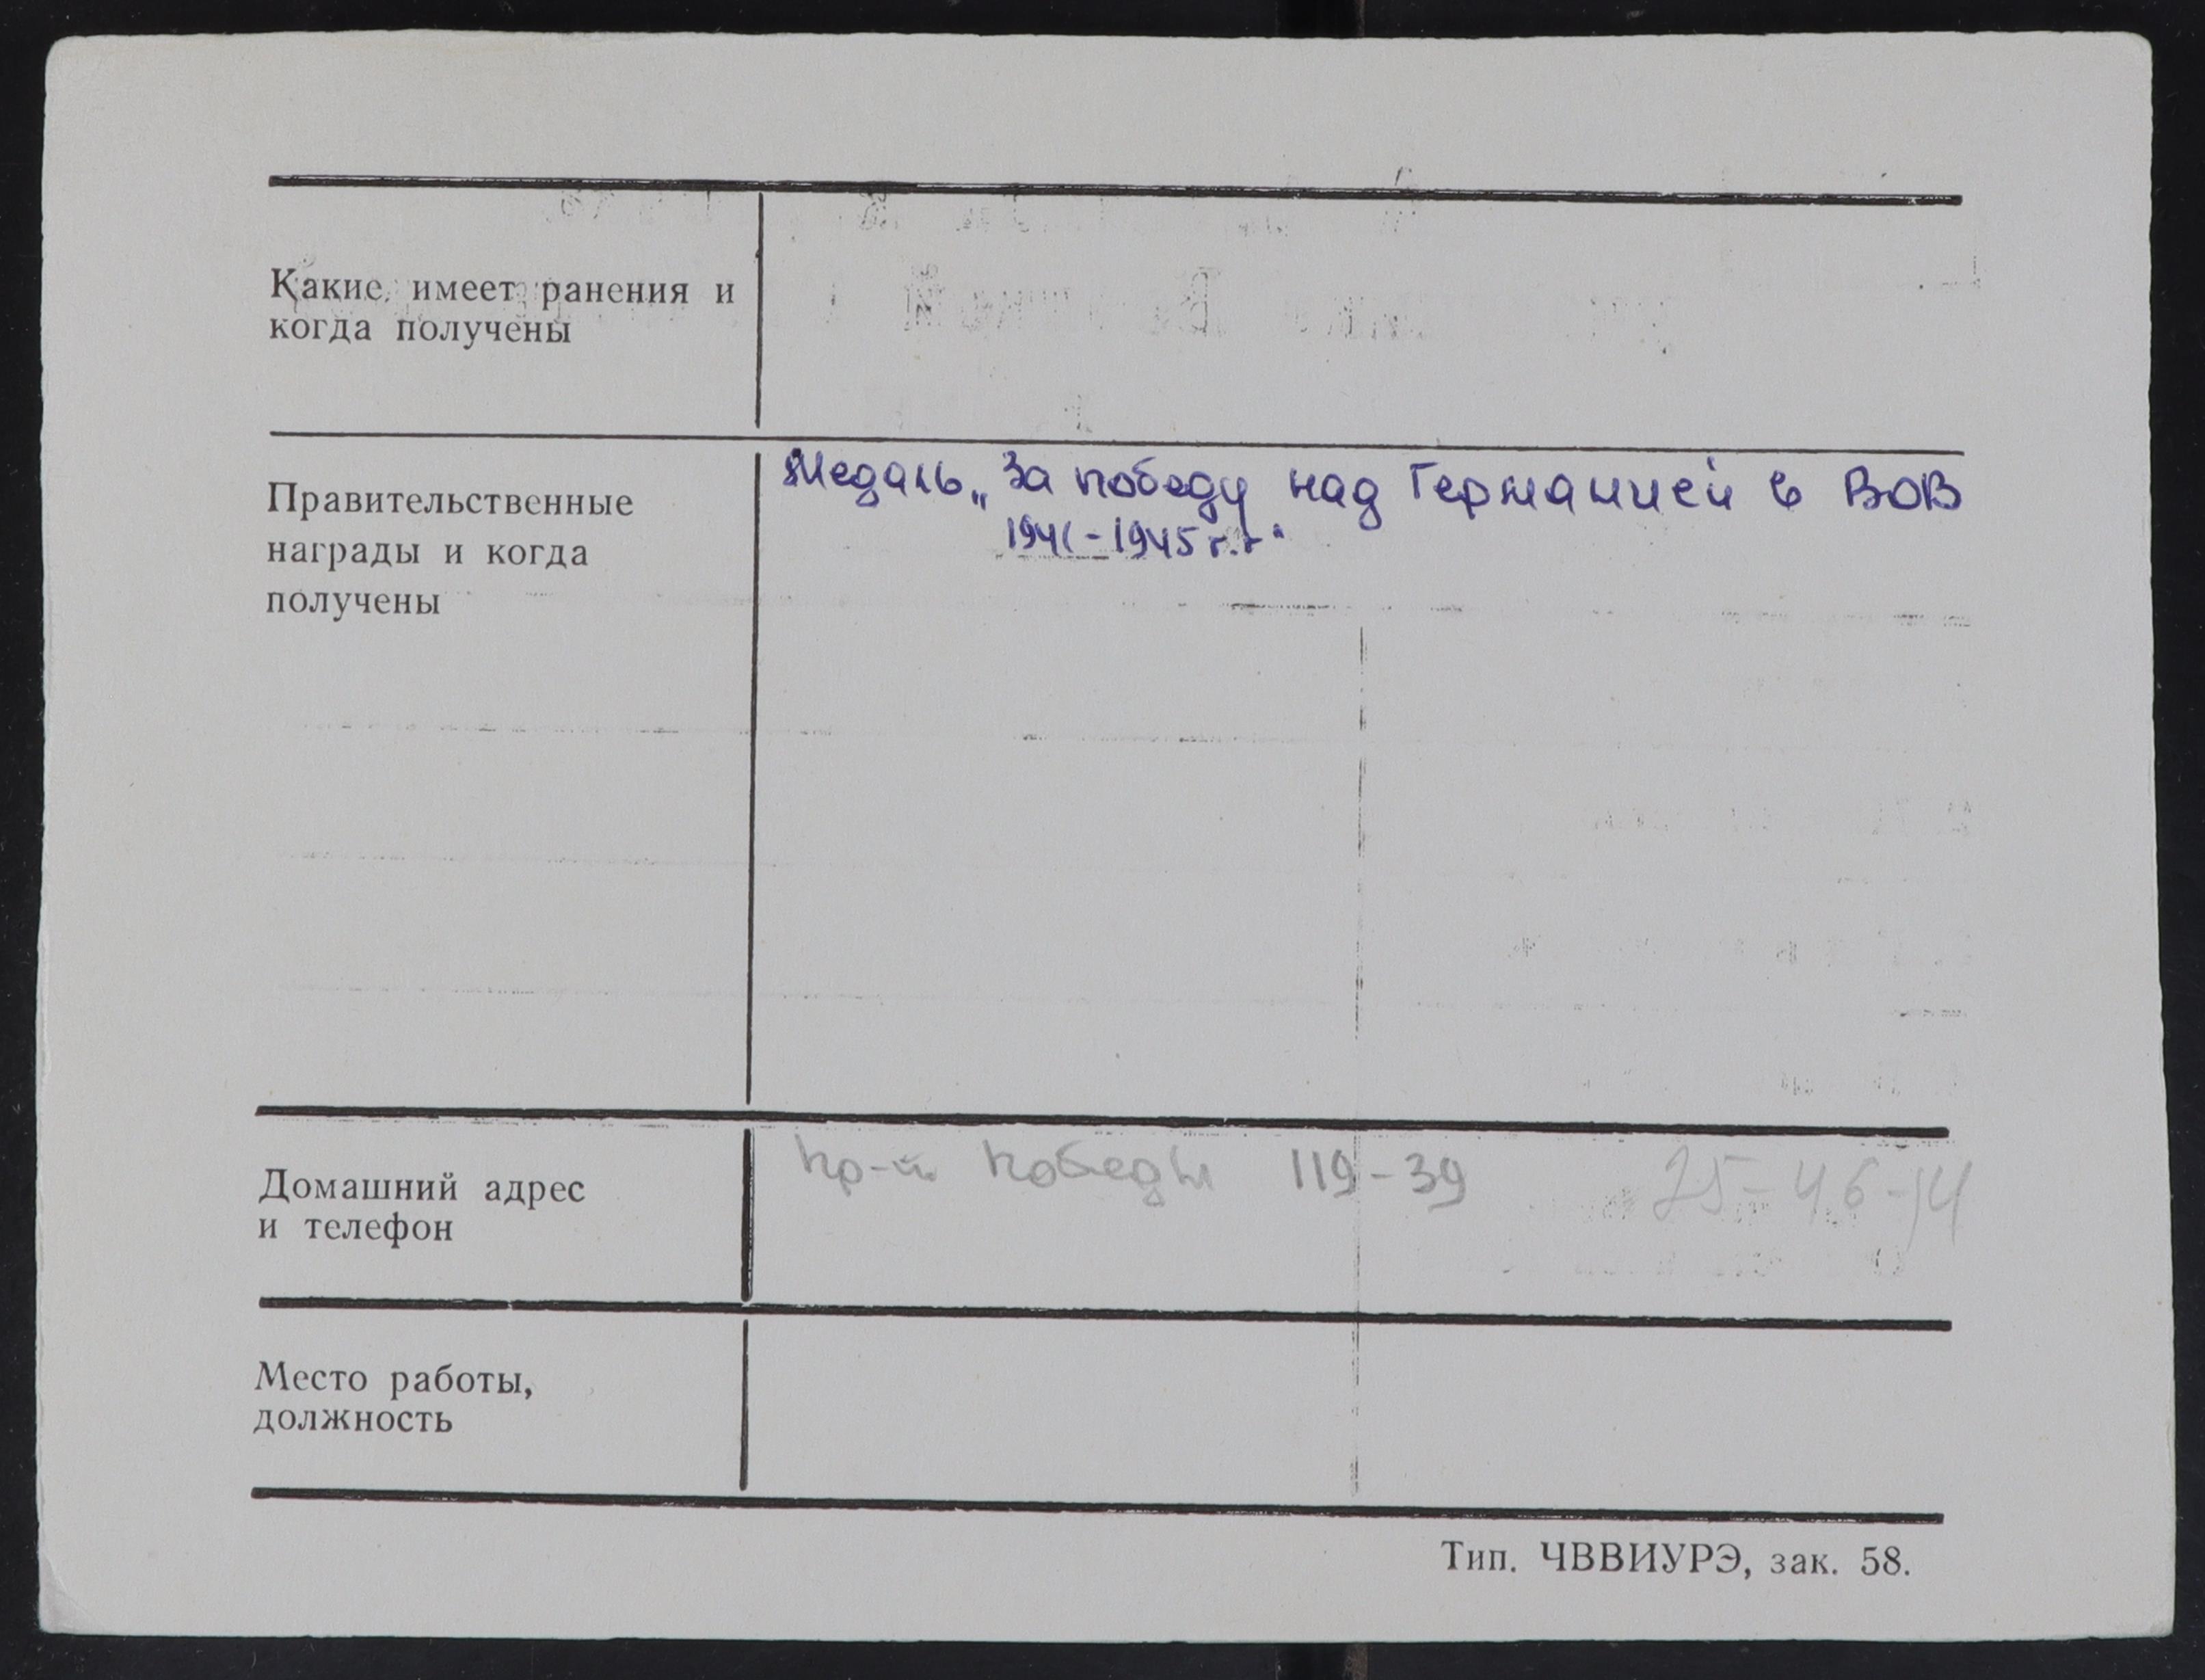 Какие имеет ранения и
когда получены
Правительственные
награды и когда
получены
Медаль „За победу над Германией в ВОВ
1941-1945 г.г“
Домашний адрес
и телефон
пр-т Победы 119-39 25-46-14
Место работы,
должность
Тип. ЧВВИУРЭ, зак. 58.